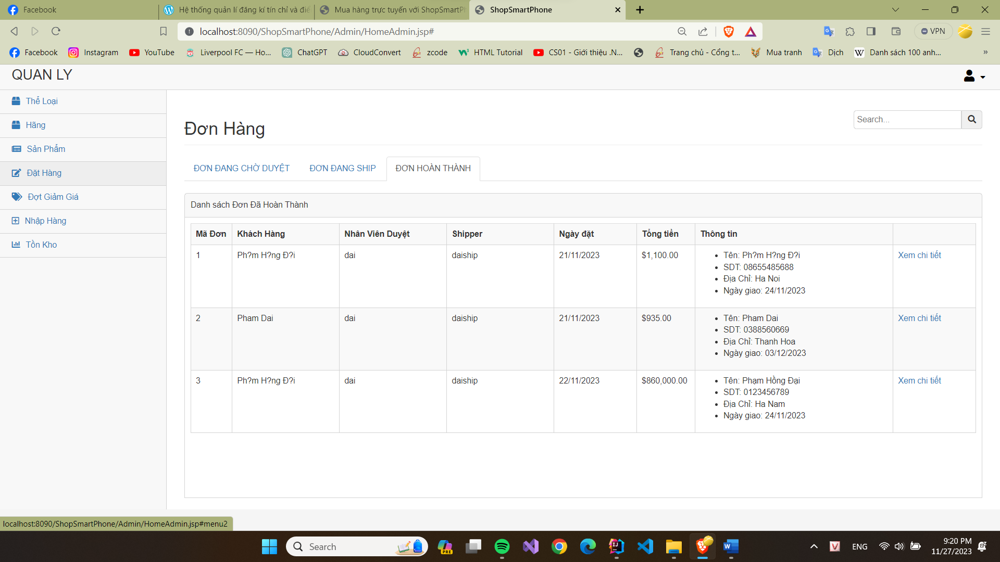 Facebook
Hệ thống quản lí đăng kí tín chỉ và điể
Mua hàng trực tuyến với ShopSmartPh
ShopSmartPhone
localhost:8090/ShopSmartPhone/Admin/HomeAdmin.jsp#
VPN
Facebook
Instagram
YouTube
Liverpool FC — Ho...
ChatGPT
CloudConvert
zcode
HTML Tutorial
CS01 - Giới thiệu .N...
Trang chủ - Cổng t...
Mua tranh
Dịch
Danh sách 100 anh...
QUAN LY
Thể Loại
Hãng
Sản Phẩm
Đặt Hàng
Đợt Giảm Giá
Nhập Hàng
Tồn Kho
Search...
Đơn Hàng
ĐƠN ĐANG CHỜ DUYỆT ĐƠN ĐANG SHIP ĐƠN HOÀN THÀNH
Danh sách Đơn Đã Hoàn Thành
Mã Đơn Khách Hàng Nhân Viên Duyệt Shipper Ngày đặt Tổng tiền Thông tin
1 Ph?m H?ng Đ?i dai daiship 21/11/2023 $1,100.00 • Tên: Ph?m H?ng Đ?i Xem chi tiết
• SDT: 08655485688
• Địa Chỉ: Ha Noi
• Ngày giao: 24/11/2023
2 Pham Dai dai daiship 21/11/2023 $935.00 • Tên: Pham Dai Xem chi tiết
• SDT: 0388560669
• Địa Chỉ: Thanh Hoa
• Ngày giao: 03/12/2023
3 Ph?m H?ng Đ?i dai daiship 22/11/2023 $860,000.00 • Tên: Phạm Hồng Đại Xem chi tiết
• SDT: 0123456789
• Địa Chỉ: Ha Nam
• Ngày giao: 24/11/2023
localhost:8090/ShopSmartPhone/Admin/HomeAdmin.jsp#menu2
Search
PRE
ENG
9:20 PM
11/27/2023